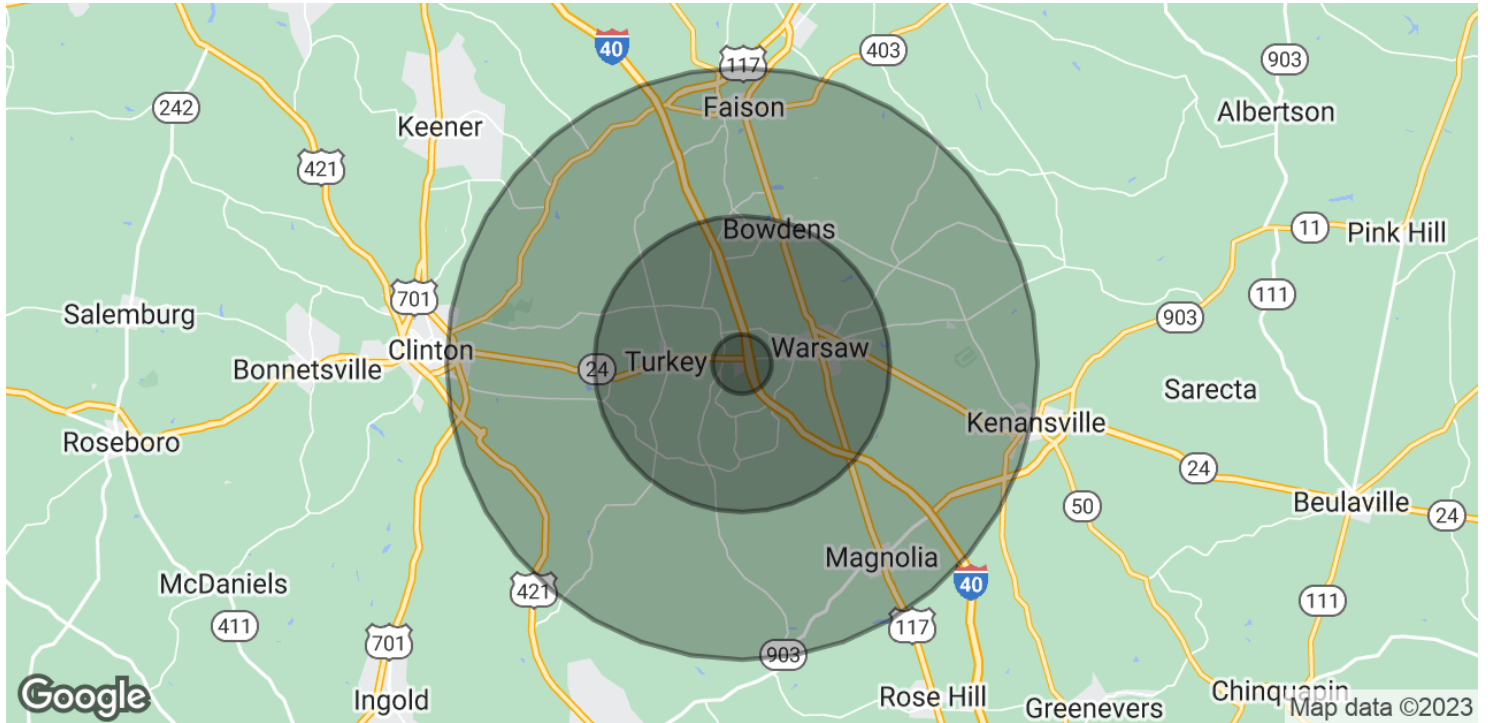 40
117
403
903
Faison
242
Keener
Albertson
421
Bowdens
11
Pink Hill
701
111
Salemburg
903
Clinton
Warsaw
Bonnetsville
24
Turkey
Sarecta
Kenansville
Roseboro
24
50
Beulaville
24
Magnolia
McDaniels
421
40
111
411
117
701
903
Google
Ingold
Rose Hill
Greenevers
Chinquapin
Map data ©2023